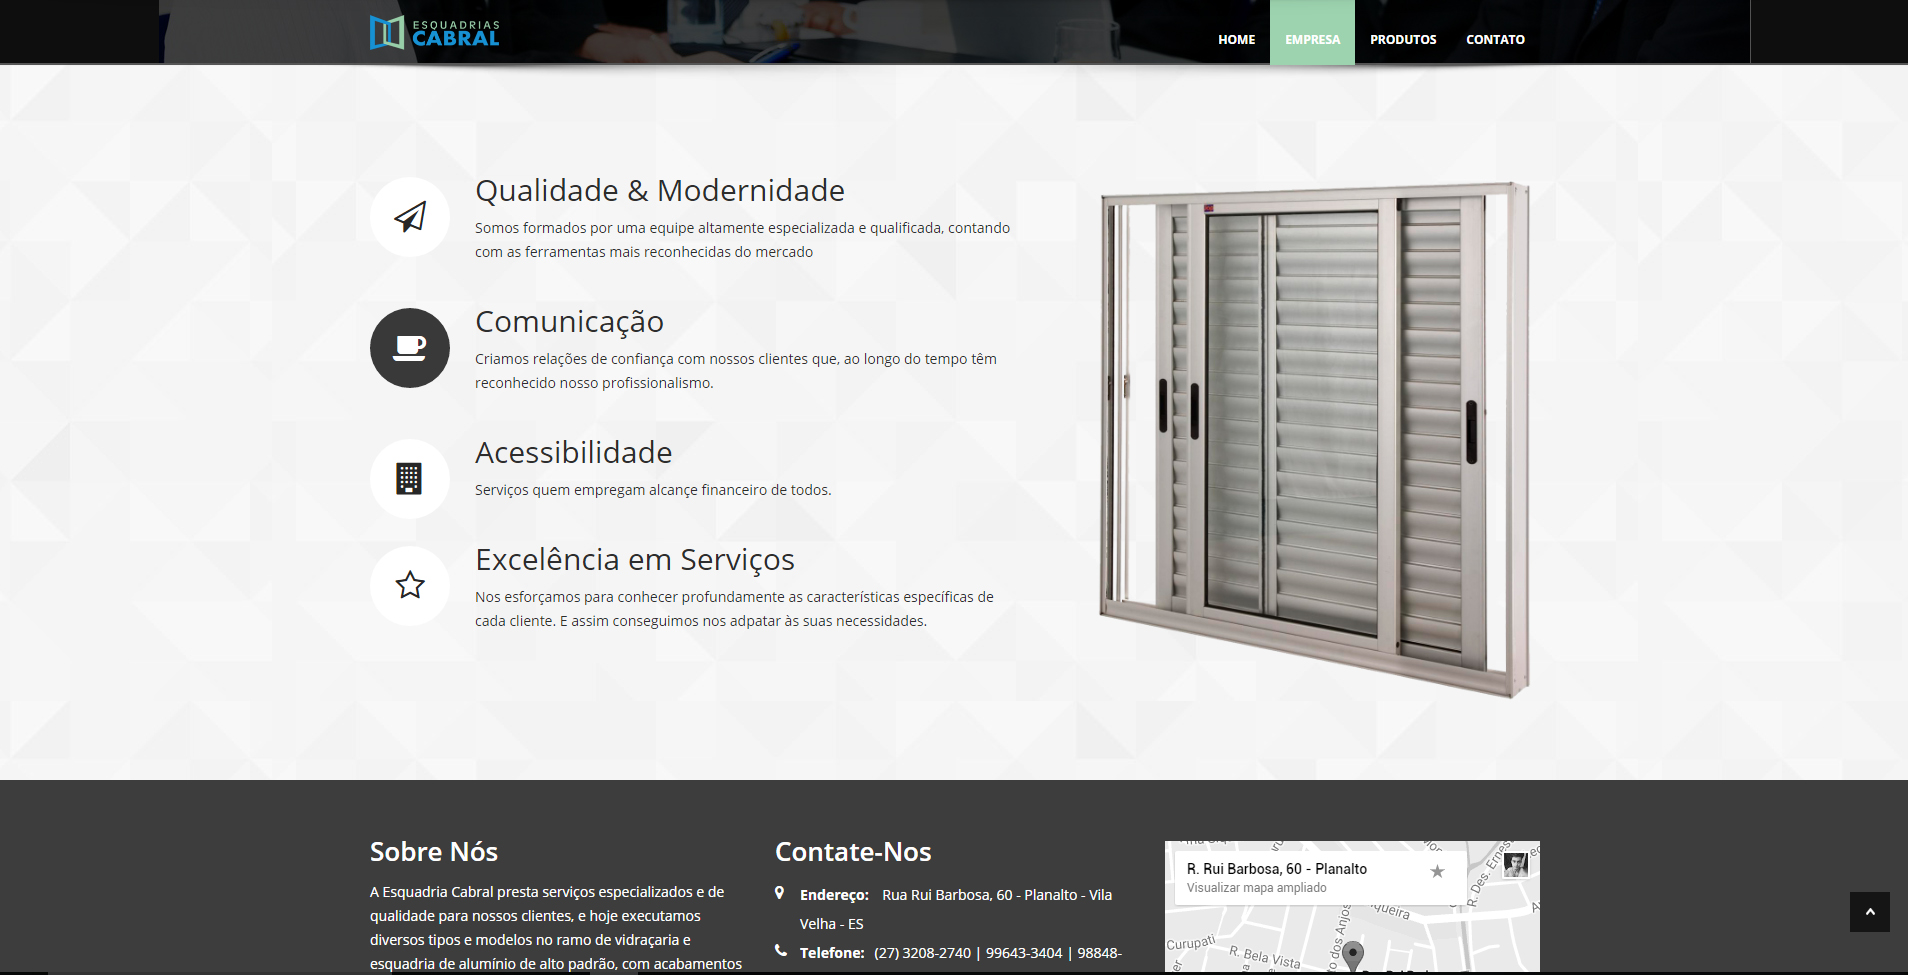 ESQUADRIAS
CABRAL
HOME
EMPRESA
PRODUTOS
CONTATO
Qualidade & Modernidade
Somos formados por uma equipe altamente especializada e qualificada, contando
com as ferramentas mais reconhecidas do mercado
Comunicação
Criamos relações de confiança com nossos clientes que, ao longo do tempo têm
reconhecido nosso profissionalismo.
Acessibilidade
Serviços quem empregam alcançe financeiro de todos.
Excelência em Serviços
Nos esforçamos para conhecer profundamente as características específicas de
cada cliente. E assim conseguimos nos adpatar às suas necessidades.
Sobre Nós
A Esquadria Cabral presta serviços especializados e de
qualidade para nossos clientes, e hoje executamos
diversos tipos e modelos no ramo de vidraçaria e
esquadria de alumínio de alto padrão, com acabamentos
Contate-Nos
Endereço: Rua Rui Barbosa, 60 - Planalto - Vila
Velha - ES
Telefone: (27) 3208-2740 | 99643-3404 | 98848-
R. Rui Barbosa, 60 - Planalto
Visualizar mapa ampliado
R. Des. Ernes
queira
Curupati
R. Bela Vista
to dos Anjos